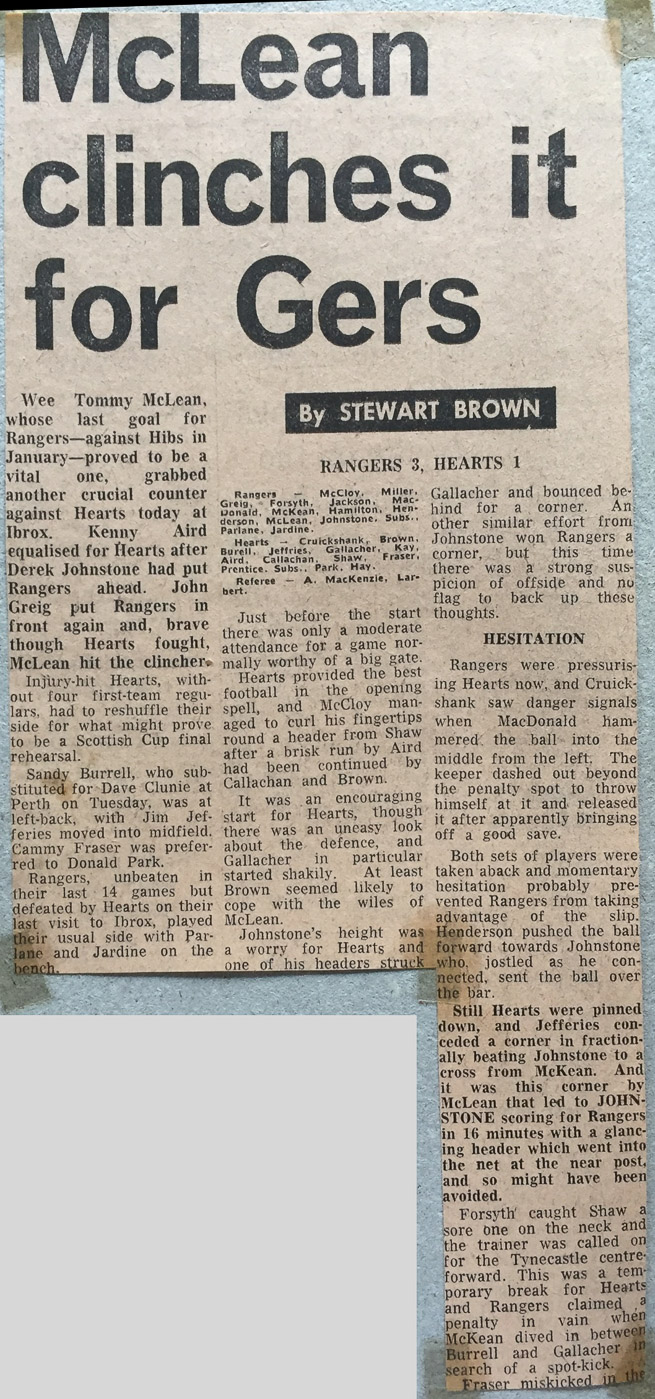 McLean
clinches it
for Gers
Wee Tommy McLean,
whose last goal for
Rangers—against Hibs in
January—proved to be a
vital one, grabbed
another crucial counter
against Hearts today at
Ibrox. Kenny Aird
equalised for Hearts after
Derek Johnstone had put
Rangers ahead. John
Greig put Rangers in
front again and, brave
though Hearts fought,
McLean hit the clincher.
Injury-hit Hearts, with-
out four first-team regu-
lars, had to reshuffle their
side for what might prove
to be a Scottish Cup final
rehearsal.
Sandy Burrell, who sub-
stituted for Dave Clunie at
Perth on Tuesday, was at
left-back, with Jim Jef-
feries moved into midfield.
Cammy Fraser was prefer-
red to Donald Park.
Rangers, unbeaten in
their last 14 games but
defeated by Hearts on their
last visit to Ibrox, played
their usual side with Par-
lane and Jardine on the
bench.
By STEWART BROWN
RANGERS 3, HEARTS 1
Rangers — McCloy, Miller,
Greig, Forsyth, Jackson, Mac-
Donald, McKean, Hamilton, Hen-
derson, McLean, Johnstone. Subs..
Parlane, Jardine.
Hearts — Cruickshank, Brown,
Burell, Jeffries, Gallacher, Kay,
Aird, Callachan, Shaw, Fraser,
Prentice. Subs.. Park, Hay.
Referee — A. MacKenzie, Lar-
bert.
Just before the start
there was only a moderate
attendance for a game nor-
mally worthy of a big gate.
Hearts provided the best
football in the opening
spell, and McCloy man-
aged to curl his fingertips
round a header from Shaw
after a brisk run by Aird
had been continued by
Callachan and Brown.
It was an encouraging
start for Hearts, though
there was an uneasy look
about the defence, and
Gallacher in particular
started shakily. At least
Brown seemed likely to
cope with the wiles of
McLean.
Johnstone's height was
a worry for Hearts and
one of his headers struck
Gallacher and bounced be-
hind for a corner. An
other similar effort from
Johnstone won Rangers a
corner, but this time
there was a strong sus-
picion of offside and no
flag to back up these
thoughts.
HESITATION
Rangers were pressuris-
ing Hearts now, and Cruick-
shank saw danger signals
when MacDonald ham-
mered the ball into the
middle from the left. The
keeper dashed out beyond
the penalty spot to throw
himself at it and released
it after apparently bringing
off a good save.
Both sets of players were
taken aback and momentary
hesitation probably pre-
vented Rangers from taking
advantage of the slip.
Henderson pushed the ball
forward towards Johnstone
who, jostled as he con-
nected, sent the ball over
the bar.
Still Hearts were pinned
down, and Jefferies con-
ceded a corner in fraction-
ally beating Johnstone to a
cross from McKean. And
it was this corner by
McLean that led to JOHN-
STONE scoring for Rangers
in 16 minutes with a glanc-
ing header which went into
the net at the near post,
and so might have been
avoided.
Forsyth caught Shaw a
sore one on the neck and
the trainer was called on
for the Tynecastle centre-
forward. This was a tem-
porary break for Hearts
and Rangers claimed a
penalty in vain when
McKean dived in between
Burrell and Gallacher in
search of a spot-kick.
Fraser miskicked in the